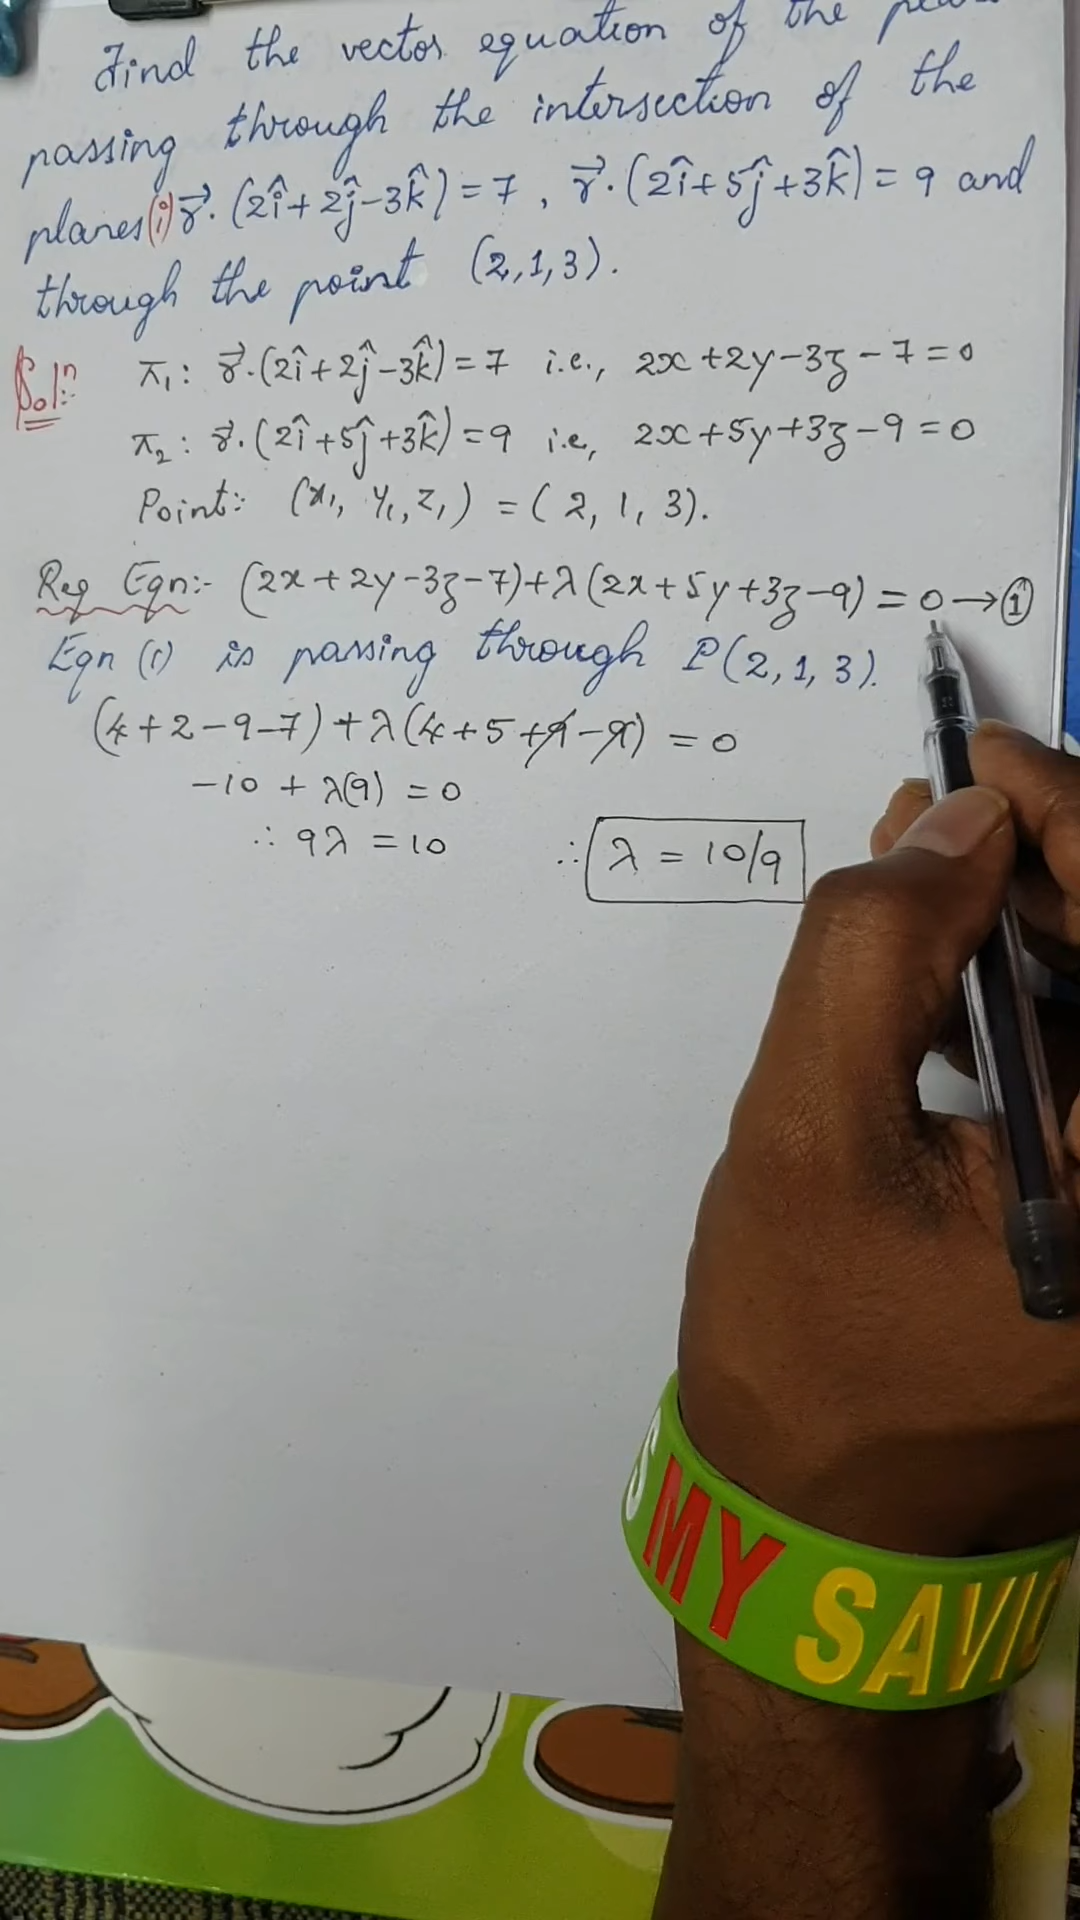 Find the vector equation of the
passing through the intersection of the
planes (i) r⃗.(2î+2ĵ-3k̂)=7, r⃗.(2î+5ĵ+3k̂)=9 and
through the point (2,1,3).
Solⁿ:- π₁: r⃗.(2î+2ĵ-3k̂)=7 i.e., 2x+2y-3z-7=0
π₂: r⃗.(2î+5ĵ+3k̂)=9 i.e, 2x+5y+3z-9=0
Point:- (x₁, y₁, z₁) = (2, 1, 3).
Req Eqn:- (2x+2y-3z-7)+λ(2x+5y+3z-9)=0→①
Eqn (1) is passing through P(2,1,3).
(4+2-9-7)+λ(4+5+9-9)=0
-10+λ(9)=0
∴ 9λ=10 ∴ λ=10/9
S MY SAVIO